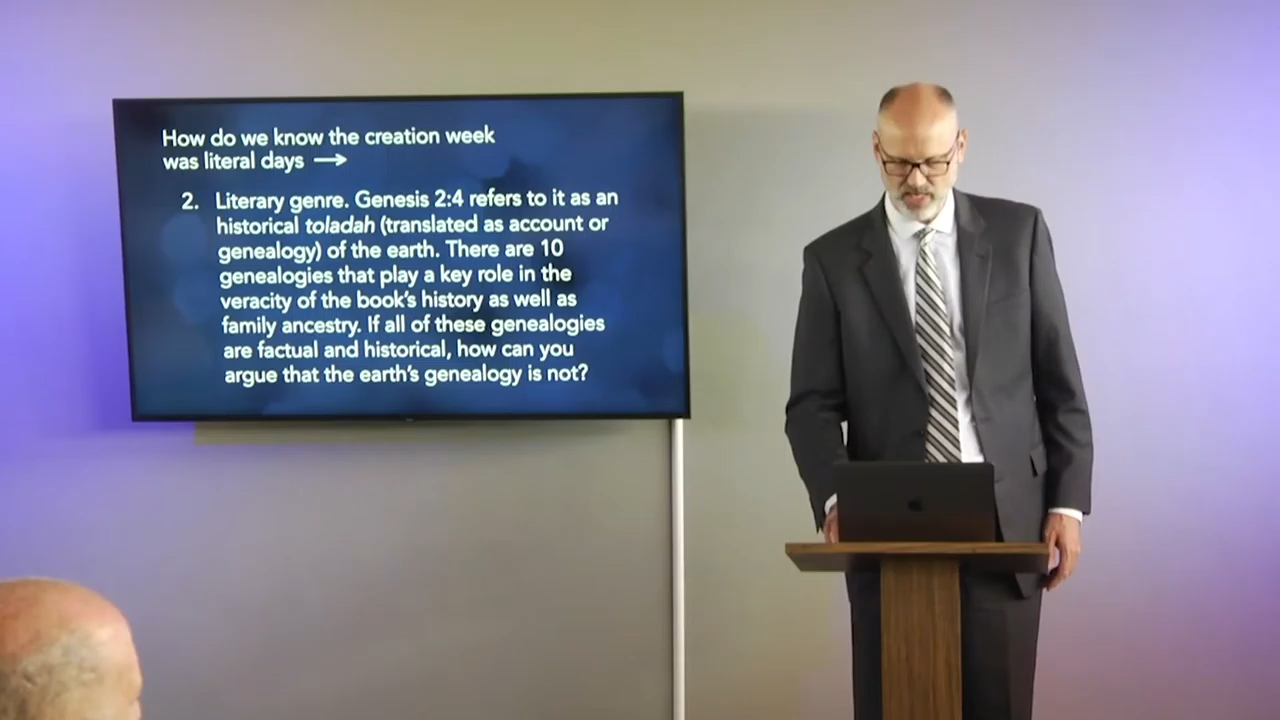 How do we know the creation week
was literal days →
2. Literary genre. Genesis 2:4 refers to it as an
historical toladah (translated as account or
genealogy) of the earth. There are 10
genealogies that play a key role in the
veracity of the book's history as well as
family ancestry. If all of these genealogies
are factual and historical, how can you
argue that the earth's genealogy is not?